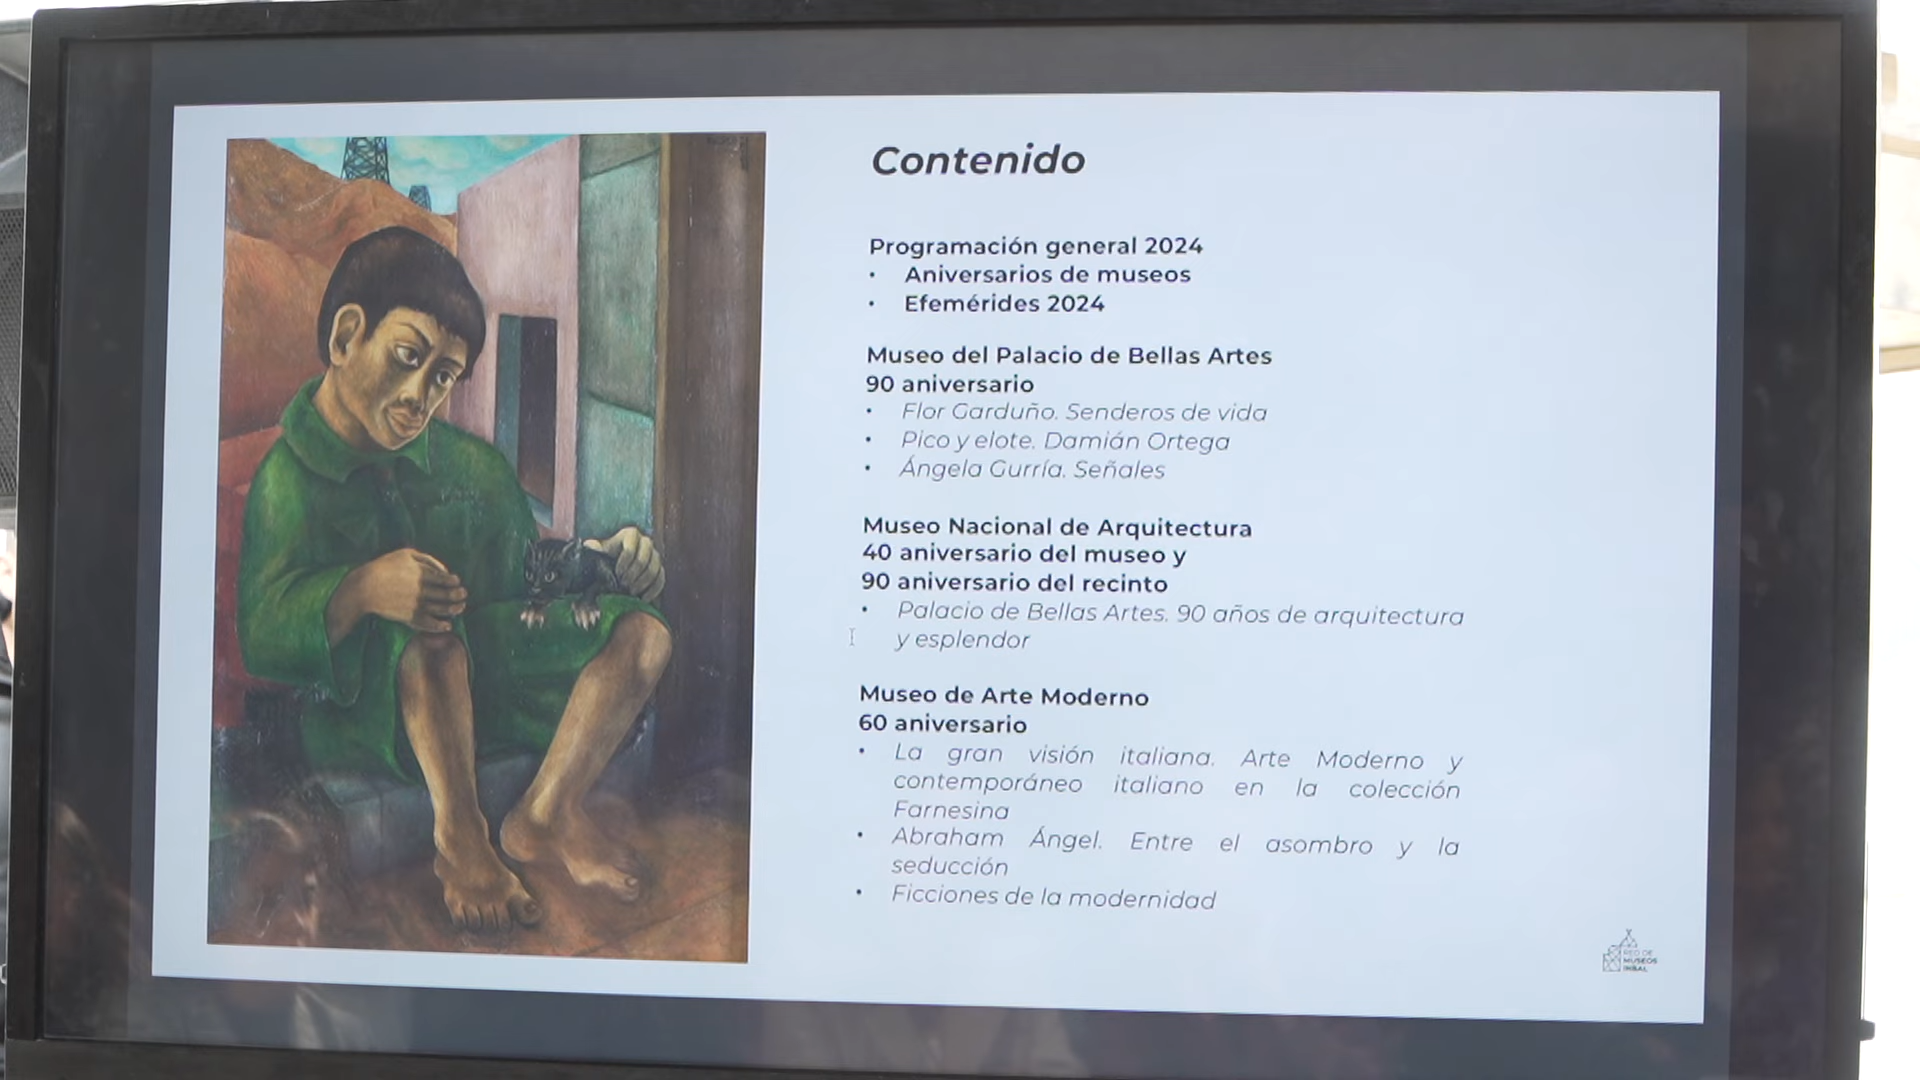 Contenido
Programación general 2024
• Aniversarios de museos
• Efemérides 2024
Museo del Palacio de Bellas Artes
90 aniversario
• Flor Garduño. Senderos de vida
• Pico y elote. Damián Ortega
• Ángela Gurría. Señales
Museo Nacional de Arquitectura
40 aniversario del museo y
90 aniversario del recinto
• Palacio de Bellas Artes. 90 años de arquitectura
y esplendor
Museo de Arte Moderno
60 aniversario
• La gran visión italiana. Arte Moderno y
contemporáneo italiano en la colección
Farnesina
• Abraham Ángel. Entre el asombro y la
seducción
• Ficciones de la modernidad
RED DE
MUSEOS
INBAL